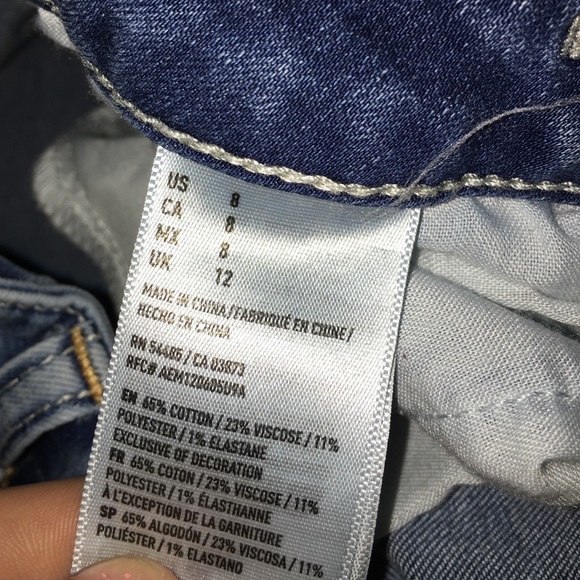 US 8
CA 8
MX 8
UK 12
MADE IN CHINA/FABRIQUÉ EN CHINE/
HECHO EN CHINA
RN 54485/CA 03873
RFC# AEM120605U9A
EN 65% COTTON/23% VISCOSE/11%
POLYESTER/1% ELASTANE
EXCLUSIVE OF DECORATION
FR 65% COTON/23% VISCOSE/11%
POLYESTER/1% ÉLASTHANNE
À L'EXCEPTION DE LA GARNITURE
SP 65% ALGODÓN/23% VISCOSA/11%
POLIÉSTER/1% ELASTANO